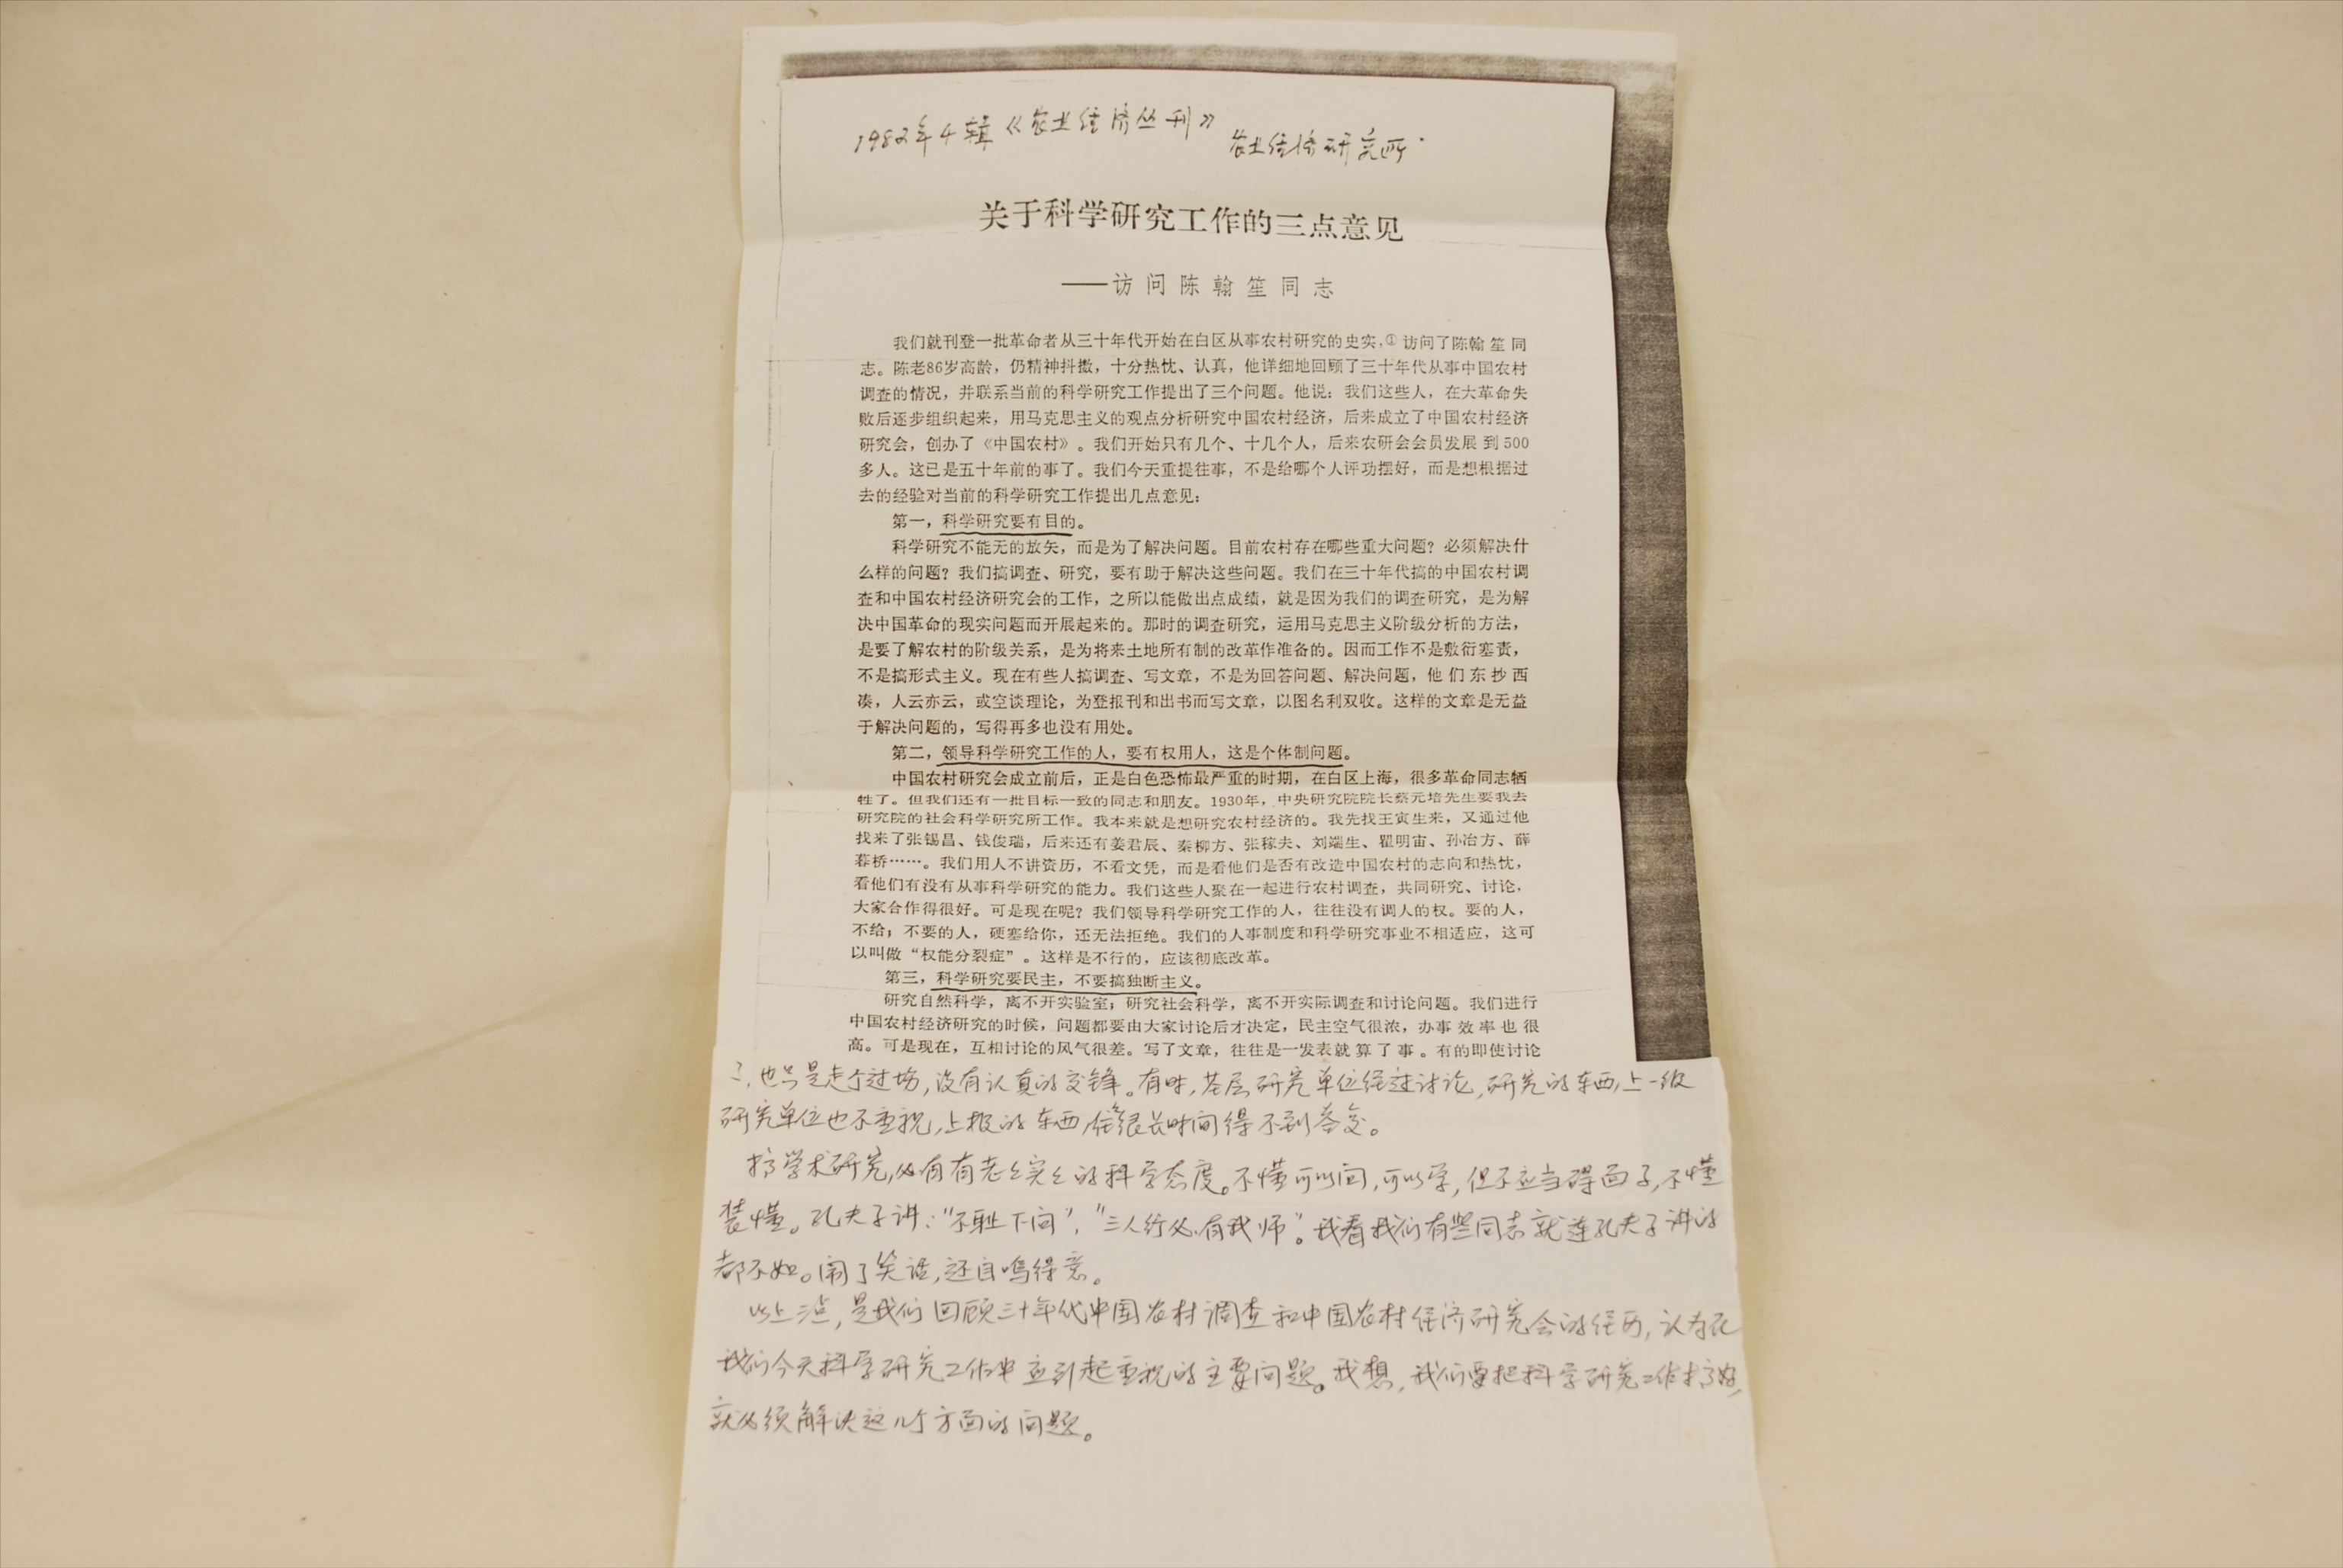 1982年4辑《农业经济丛刊》
农业经济研究所.
关于科学研究工作的三点意见
——访问陈翰笙同志
我们就刊登一批革命者从三十年代开始在白区从事农村研究的史实,①访问了陈翰笙同
志。陈老86岁高龄，仍精神抖擞，十分热忱、认真，他详细地回顾了三十年代从事中国农村
调查的情况，并联系当前的科学研究工作提出了三个问题。他说：我们这些人，在大革命失
败后逐步组织起来，用马克思主义的观点分析研究中国农村经济，后来成立了中国农村经济
研究会，创办了《中国农村》。我们开始只有几个、十几个人，后来农研会会员发展到500
多人。这已是五十年前的事了。我们今天重提往事，不是给哪个人评功摆好，而是想根据过
去的经验对当前的科学研究工作提出几点意见：
第一，科学研究要有目的。
科学研究不能无的放矢，而是为了解决问题。目前农村存在哪些重大问题？必须解决什
么样的问题？我们搞调查、研究，要有助于解决这些问题。我们在三十年代搞的中国农村调
查和中国农村经济研究会的工作，之所以能做出点成绩，就是因为我们的调查研究，是为解
决中国革命的现实问题而开展起来的。那时的调查研究，运用马克思主义阶级分析的方法，
是要了解农村的阶级关系，是为将来土地所有制的改革作准备的。因而工作不是敷衍塞责，
不是搞形式主义。现在有些人搞调查、写文章，不是为回答问题、解决问题，他们东抄西
凑，人云亦云，或空谈理论，为登报刊和出书而写文章，以图名利双收。这样的文章是无益
于解决问题的，写得再多也没有用处。
第二，领导科学研究工作的人，要有权用人，这是个体制问题。
中国农村研究会成立前后，正是白色恐怖最严重的时期，在白区上海，很多革命同志牺
牲了。但我们还有一批目标一致的同志和朋友。1930年，中央研究院院长蔡元培先生要我去
研究院的社会科学研究所工作。我本来就是想研究农村经济的。我先找王寅生来，又通过他
找来了张锡昌、钱俊瑞，后来还有姜君辰、秦柳方、张稼夫、刘端生、瞿明宙、孙冶方、薛
暮桥……。我们用人不讲资历，不看文凭，而是看他们是否有改造中国农村的志向和热忱，
看他们有没有从事科学研究的能力。我们这些人聚在一起进行农村调查，共同研究、讨论，
大家合作得很好。可是现在呢？我们领导科学研究工作的人，往往没有调人的权。要的人，
不给；不要的人，硬塞给你，还无法拒绝。我们的人事制度和科学研究事业不相适应，这可
以叫做“权能分裂症”。这样是不行的，应该彻底改革。
第三，科学研究要民主，不要搞独断主义。
研究自然科学，离不开实验室；研究社会科学，离不开实际调查和讨论问题。我们进行
中国农村经济研究的时候，问题都要由大家讨论后才决定，民主空气很浓，办事效率也很
高。可是现在，互相讨论的风气很差。写了文章，往往是一发表就算了事。有的即使讨论
了,也只是走个过场,没有认真的交锋。有时,基层研究单位经过讨论,研究的东西,上一级
研究单位也不重视,上报的东西,往很长时间得不到答复。
搞学术研究,必有有老老实实的科学态度。不懂可以问,可以学,但不应当碍面子,不懂
装懂。孔夫子讲:“不耻下问”,“三人行必有我师”。我看我们有些同志就连孔夫子讲的
都不如。闹了笑话,还自鸣得意。
以上三点,是我们回顾三十年代中国农村调查和中国农村经济研究会的经历,认为在
我们今天科学研究工作中应引起重视的主要问题。我想,我们要把科学研究工作搞好,
就必须解决这几个方面的问题。